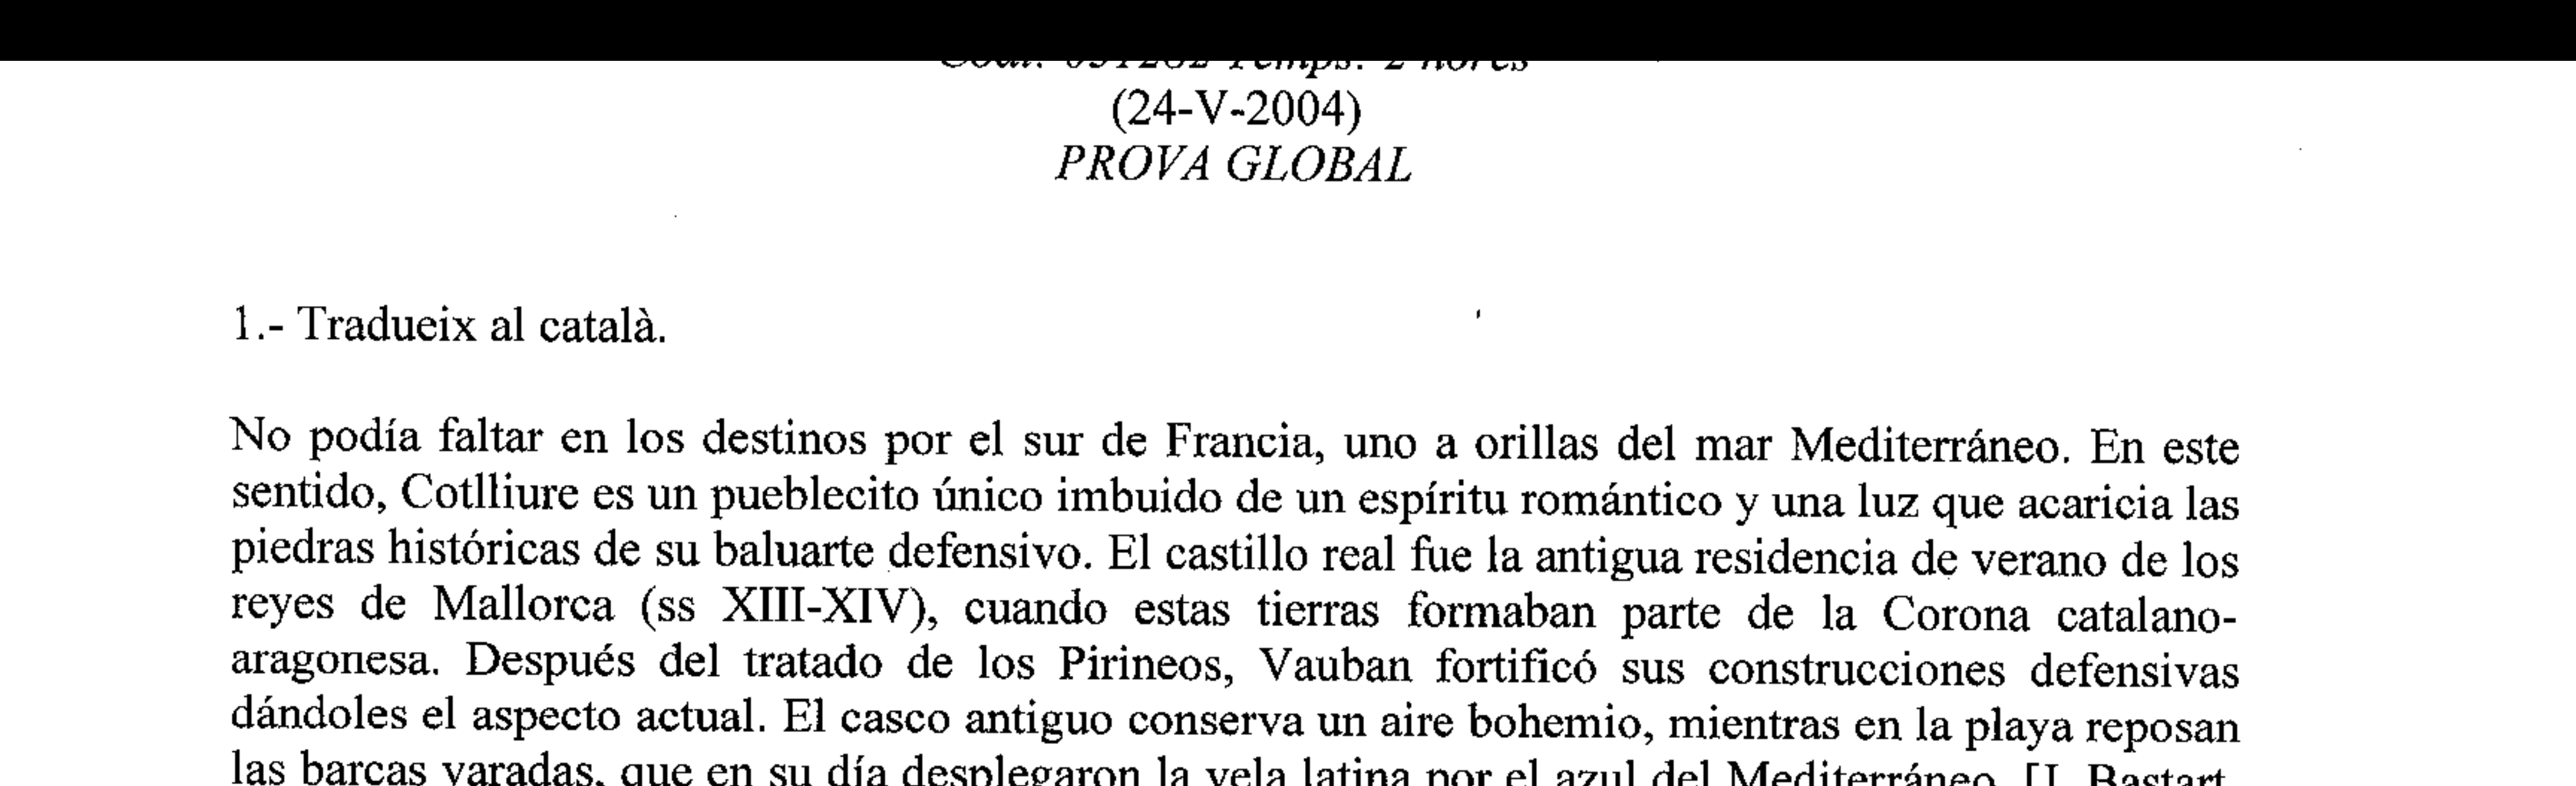 Temps: 2 hores
(24-V-2004)
PROVA GLOBAL
1.- Tradueix al català.
No podía faltar en los destinos por el sur de Francia, uno a orillas del mar Mediterráneo. En este
sentido, Cotlliure es un pueblecito único imbuido de un espíritu romántico y una luz que acaricia las
piedras históricas de su baluarte defensivo. El castillo real fue la antigua residencia de verano de los
reyes de Mallorca (ss XIII-XIV), cuando estas tierras formaban parte de la Corona catalano-
aragonesa. Después del tratado de los Pirineos, Vauban fortificó sus construcciones defensivas
dándoles el aspecto actual. El casco antiguo conserva un aire bohemio, mientras en la playa reposan
las barcas varadas, que en su día desplegaron la vela latina por el azul del Mediterráneo. [J. Bastart,